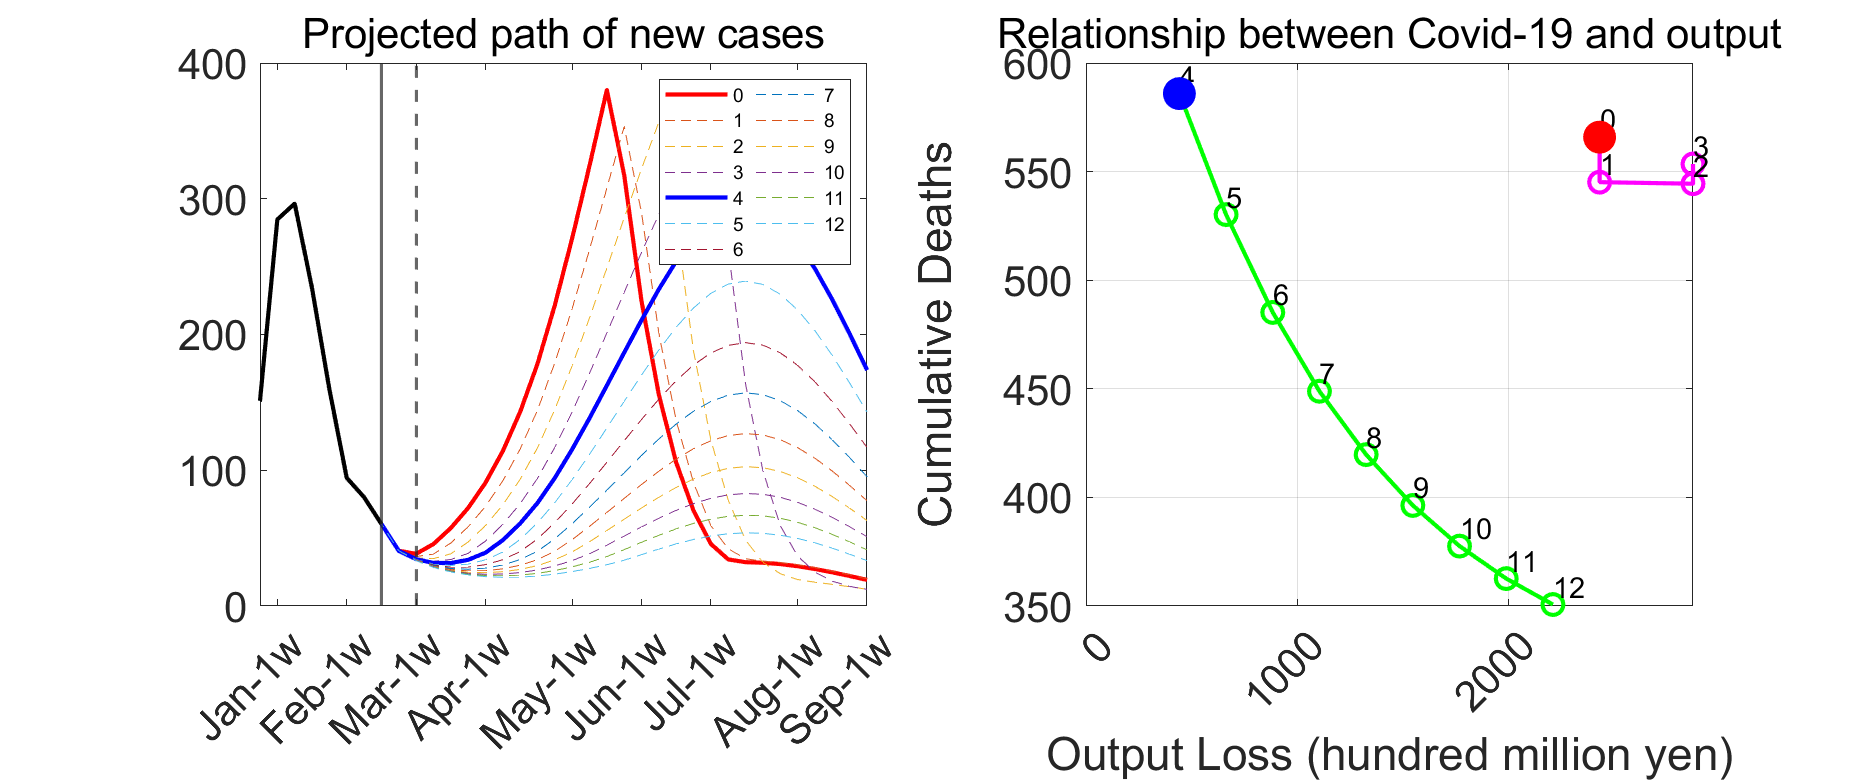 Projected path of new cases
400
300
200
100
0
Jan-1w
Feb-1w
Mar-1w
Apr-1w
May-1w
Jun-1w
Jul-1w
Aug-1w
Sep-1w
0 7
1 8
2 9
3 10
4 11
5 12
6
Relationship between Covid-19 and output
Cumulative Deaths
600
550
500
450
400
350
0
1000
2000
Output Loss (hundred million yen)
4
0
3
1
2
5
6
7
8
9
10
11
12